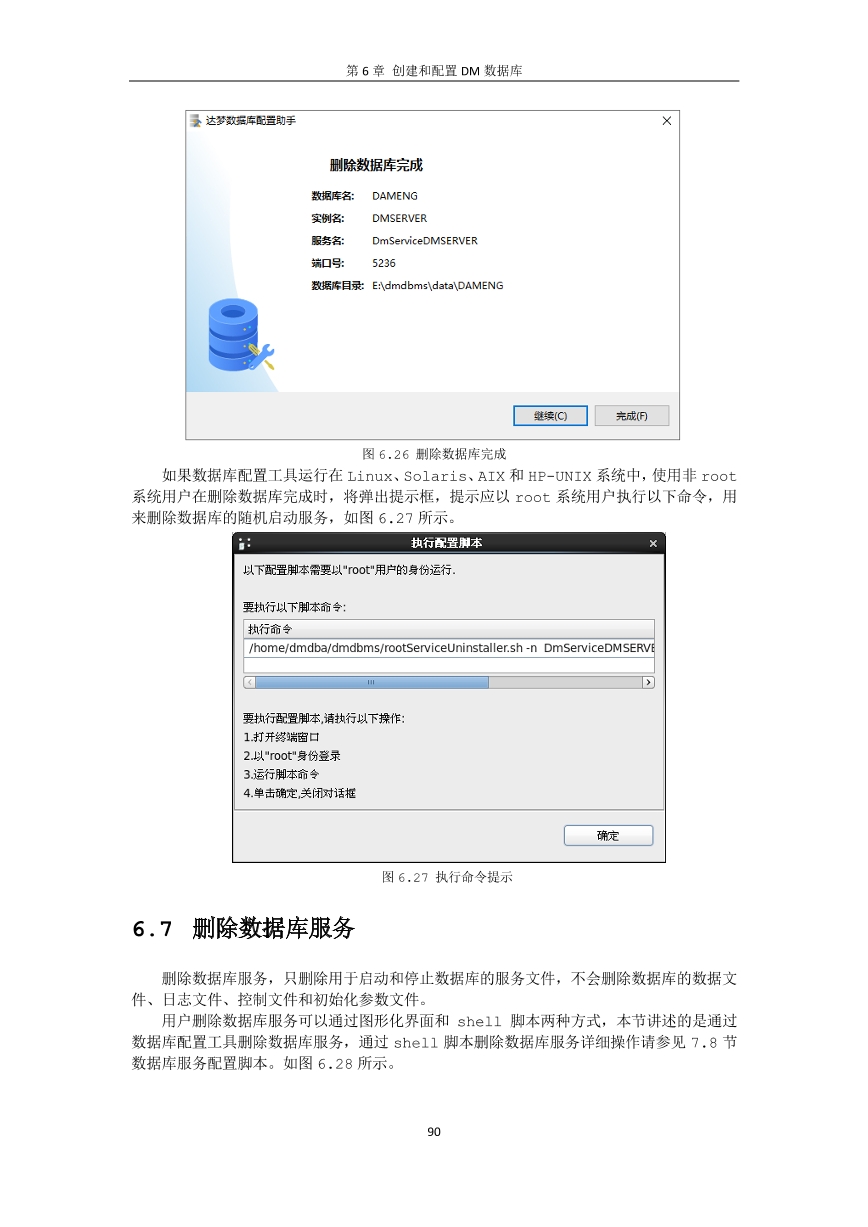 第 6 章 创建和配置 DM 数据库
达梦数据库配置助手
删除数据库完成
数据库名: DAMENG
实例名: DMSERVER
服务名: DmServiceDMSERVER
端口号: 5236
数据库目录: E:\dmdbms\data\DAMENG
继续(C) 完成(F)
图 6.26 删除数据库完成
如果数据库配置工具运行在 Linux、Solaris、AIX 和 HP-UNIX 系统中，使用非 root
系统用户在删除数据库完成时，将弹出提示框，提示应以 root 系统用户执行以下命令，用
来删除数据库的随机启动服务，如图 6.27 所示。
执行配置脚本
以下配置脚本需要以"root"用户的身份运行.
要执行以下脚本命令:
执行命令
/home/dmdba/dmdbms/rootServiceUninstaller.sh -n DmServiceDMSERVE
要执行配置脚本,请执行以下操作:
1.打开终端窗口
2.以"root"身份登录
3.运行脚本命令
4.单击确定,关闭对话框
确定
图 6.27 执行命令提示
6.7 删除数据库服务
删除数据库服务，只删除用于启动和停止数据库的服务文件，不会删除数据库的数据文
件、日志文件、控制文件和初始化参数文件。
用户删除数据库服务可以通过图形化界面和 shell 脚本两种方式，本节讲述的是通过
数据库配置工具删除数据库服务，通过 shell 脚本删除数据库服务详细操作请参见 7.8 节
数据库服务配置脚本。如图 6.28 所示。
90